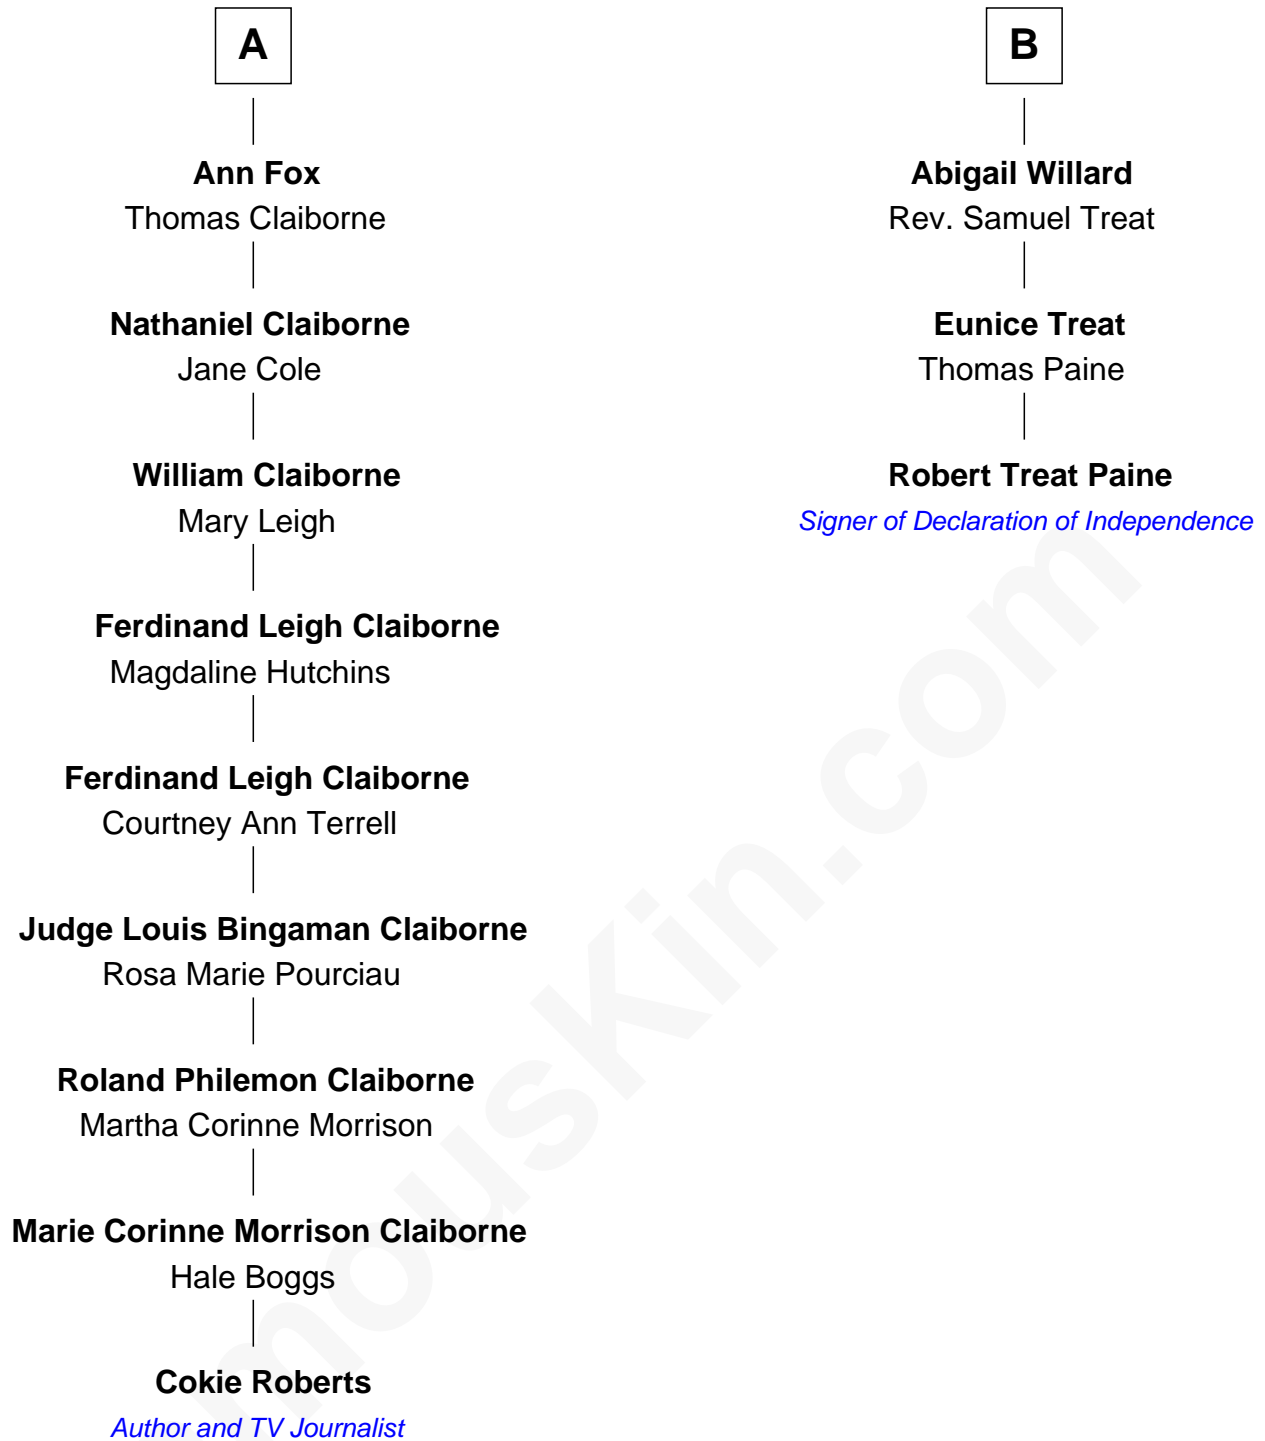 A
Ann Fox
Thomas Claiborne
Nathaniel Claiborne
Jane Cole
William Claiborne
Mary Leigh
Ferdinand Leigh Claiborne
Magdaline Hutchins
Ferdinand Leigh Claiborne
Courtney Ann Terrell
Judge Louis Bingaman Claiborne
Rosa Marie Pourciau
Roland Philemon Claiborne
Martha Corinne Morrison
Marie Corinne Morrison Claiborne
Hale Boggs
Cokie Roberts
Author and TV Journalist
B
Abigail Willard
Rev. Samuel Treat
Eunice Treat
Thomas Paine
Robert Treat Paine
Signer of Declaration of Independence
mousKin.com